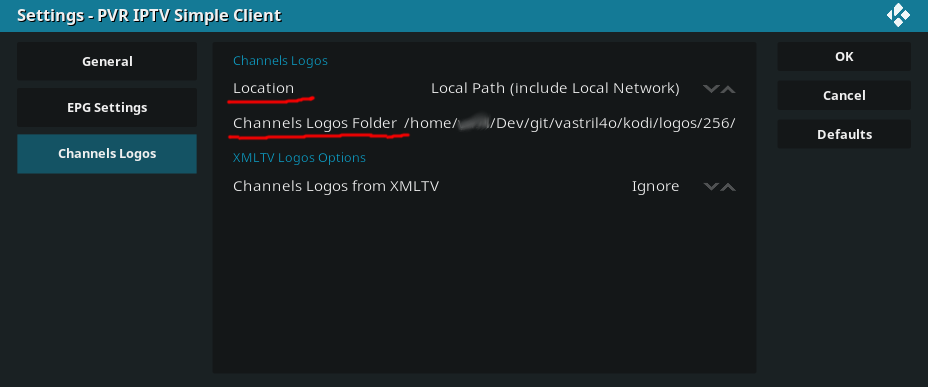 Settings - PVR IPTV Simple Client
General
EPG Settings
Channels Logos
Channels Logos
Location Local Path (include Local Network)
Channels Logos Folder /home/ /Dev/git/vastril4o/kodi/logos/256/
XMLTV Logos Options
Channels Logos from XMLTV Ignore
OK
Cancel
Defaults